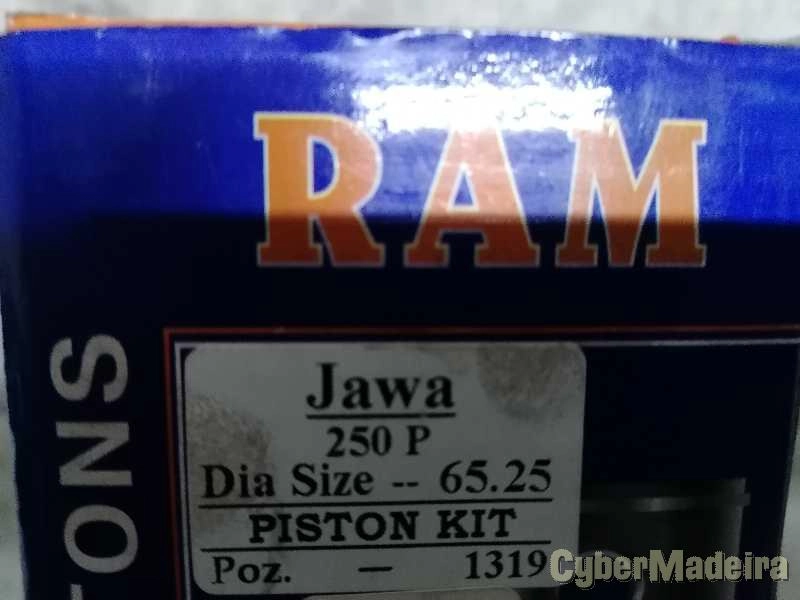 RAM
TONS
Jawa
250 P
Dia Size -- 65.25
PISTON KIT
Poz. — 1319
CyberMadeira